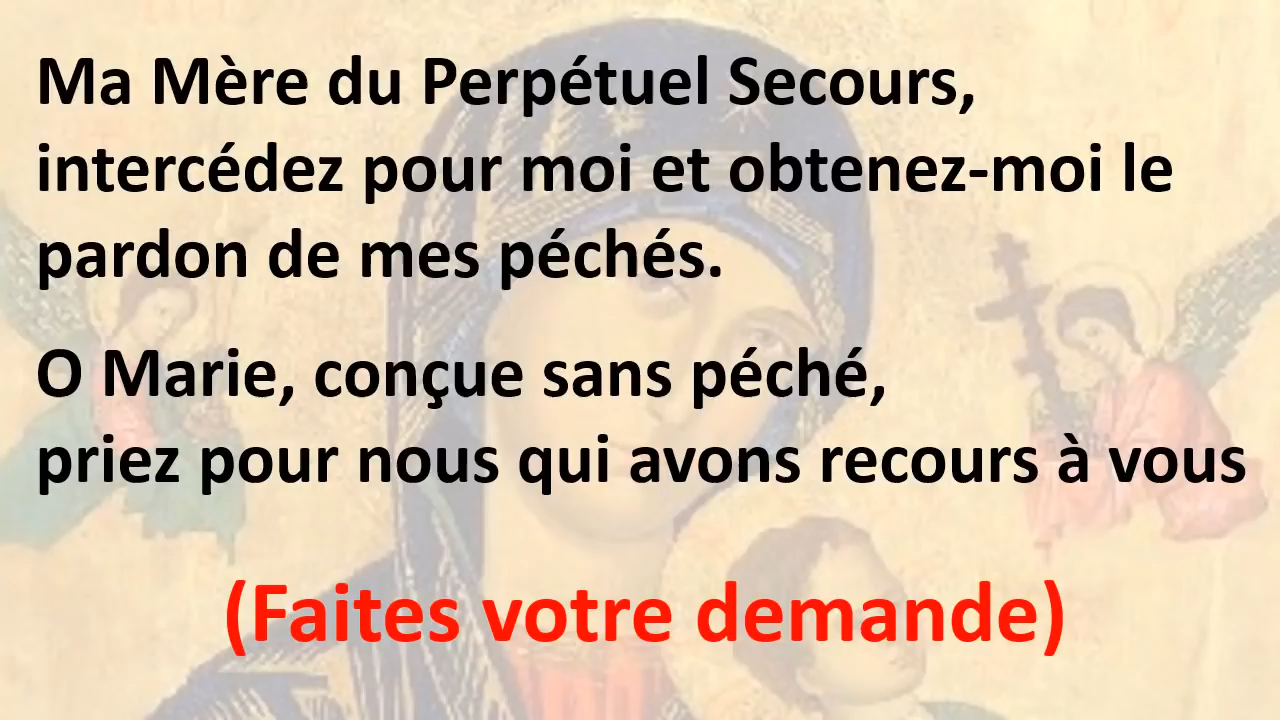 Ma Mère du Perpétuel Secours,
intercédez pour moi et obtenez-moi le
pardon de mes péchés.
O Marie, conçue sans péché,
priez pour nous qui avons recours à vous
(Faites votre demande)